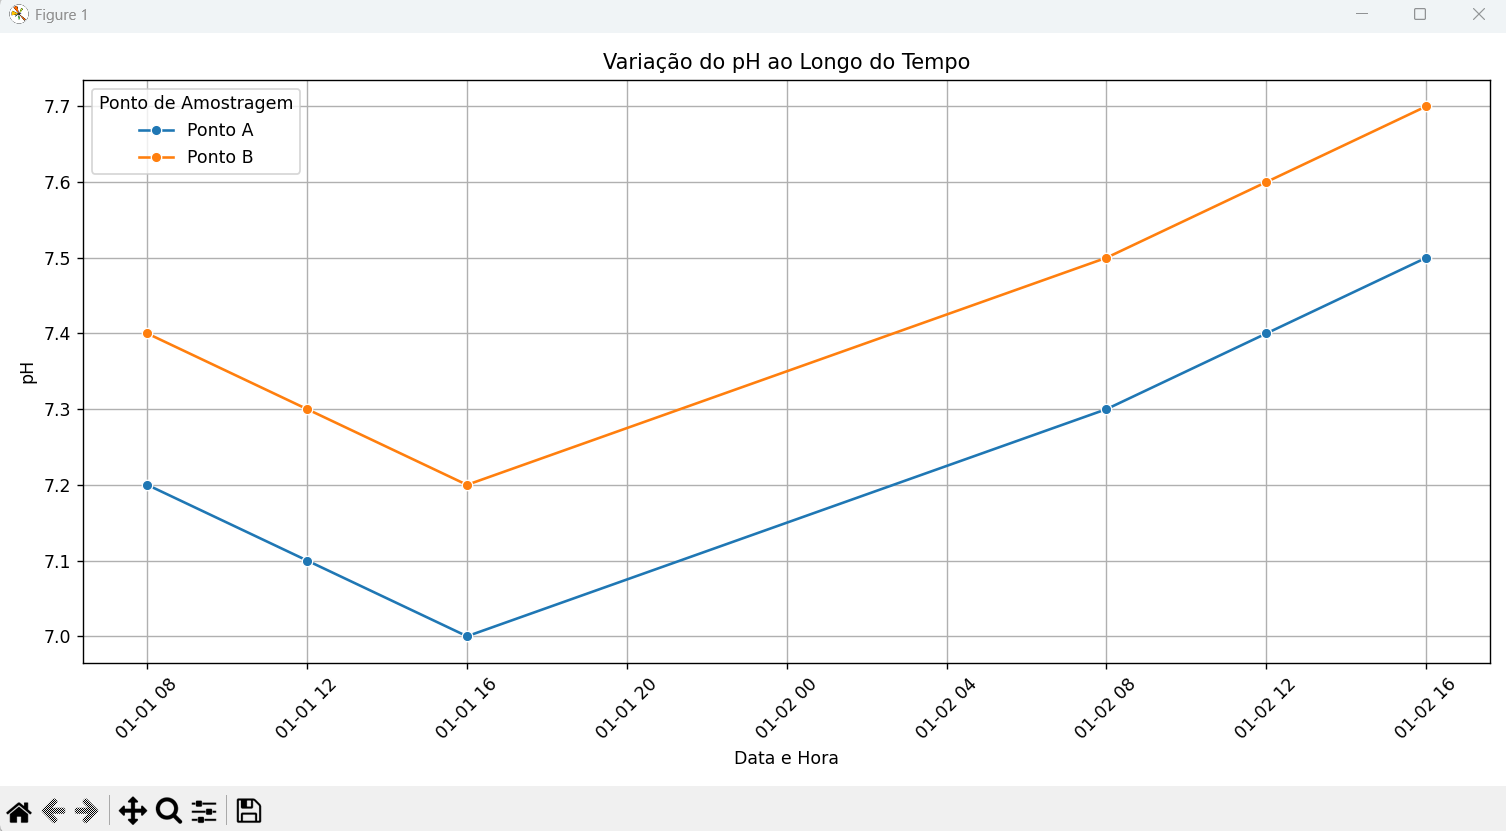 Figure 1
Variação do pH ao Longo do Tempo
Ponto de Amostragem
Ponto A
Ponto B
7.7
7.6
7.5
7.4
7.3
7.2
7.1
7.0
pH
01-01 08
01-01 12
01-01 16
01-01 20
01-02 00
01-02 04
01-02 08
01-02 12
01-02 16
Data e Hora